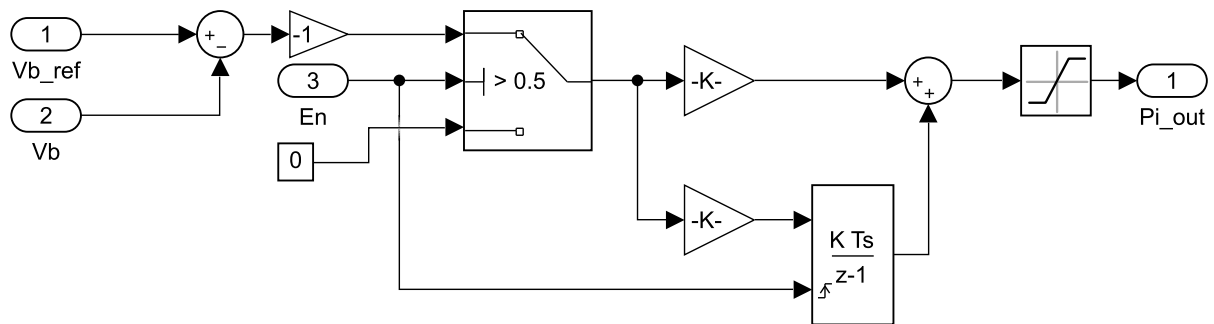 1
Vb_ref
2
Vb
+
−
-1
3
En
0
> 0.5
-K-
-K-
K Ts
z-1
+
+
1
Pi_out